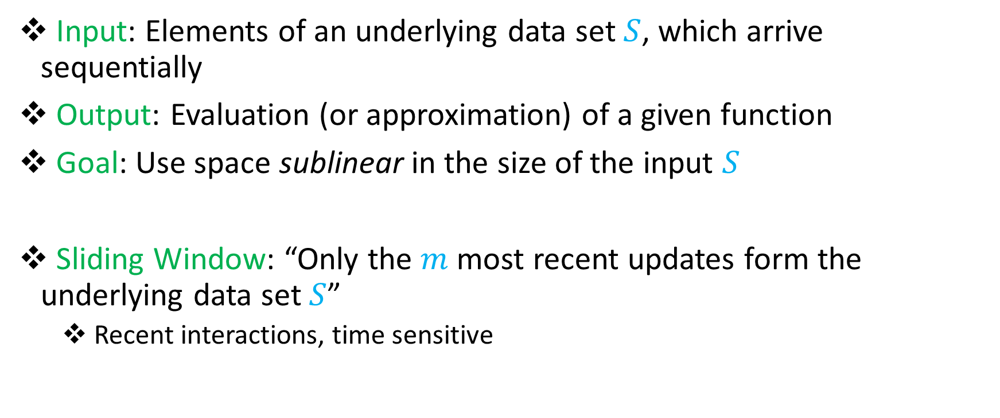 ❖ Input: Elements of an underlying data set S, which arrive
sequentially
❖ Output: Evaluation (or approximation) of a given function
❖ Goal: Use space sublinear in the size of the input S
❖ Sliding Window: “Only the m most recent updates form the
underlying data set S”
❖ Recent interactions, time sensitive